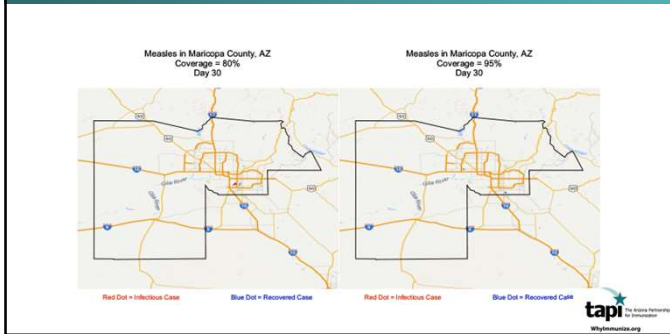 Measles in Maricopa County, AZ
Coverage = 80%
Day 30
Measles in Maricopa County, AZ
Coverage = 95%
Day 30
Gila River
Gila River
Red Dot = Infectious Case
Blue Dot = Recovered Case
Red Dot = Infectious Case
Blue Dot = Recovered Case
tapi
The Arizona Partnership
for Immunization
WhyImmunize.org